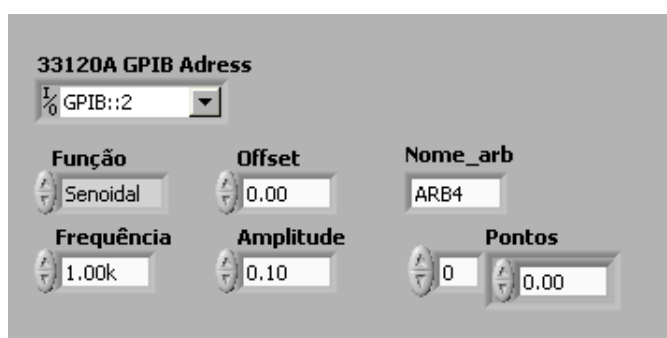 33120A GPIB Adress
I/O GPIB::2
Função Offset Nome_arb
Senoidal 0.00 ARB4
Frequência Amplitude Pontos
1.00k 0.10 0 0.00